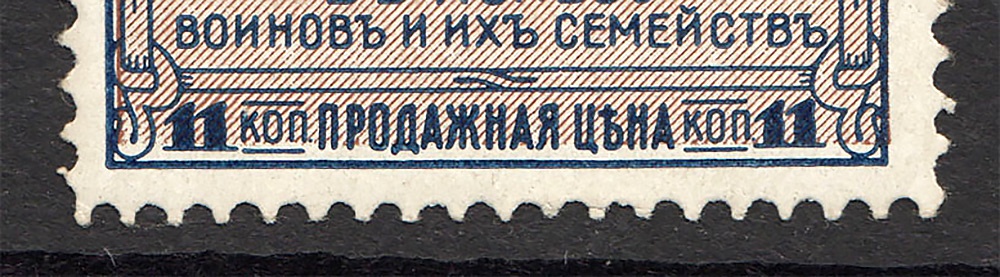 ВОИНОВЪ И ИХЪ СЕМЕЙСТВЪ
11 КОП. ПРОДАЖНАЯ ЦѢНА КОП. 11